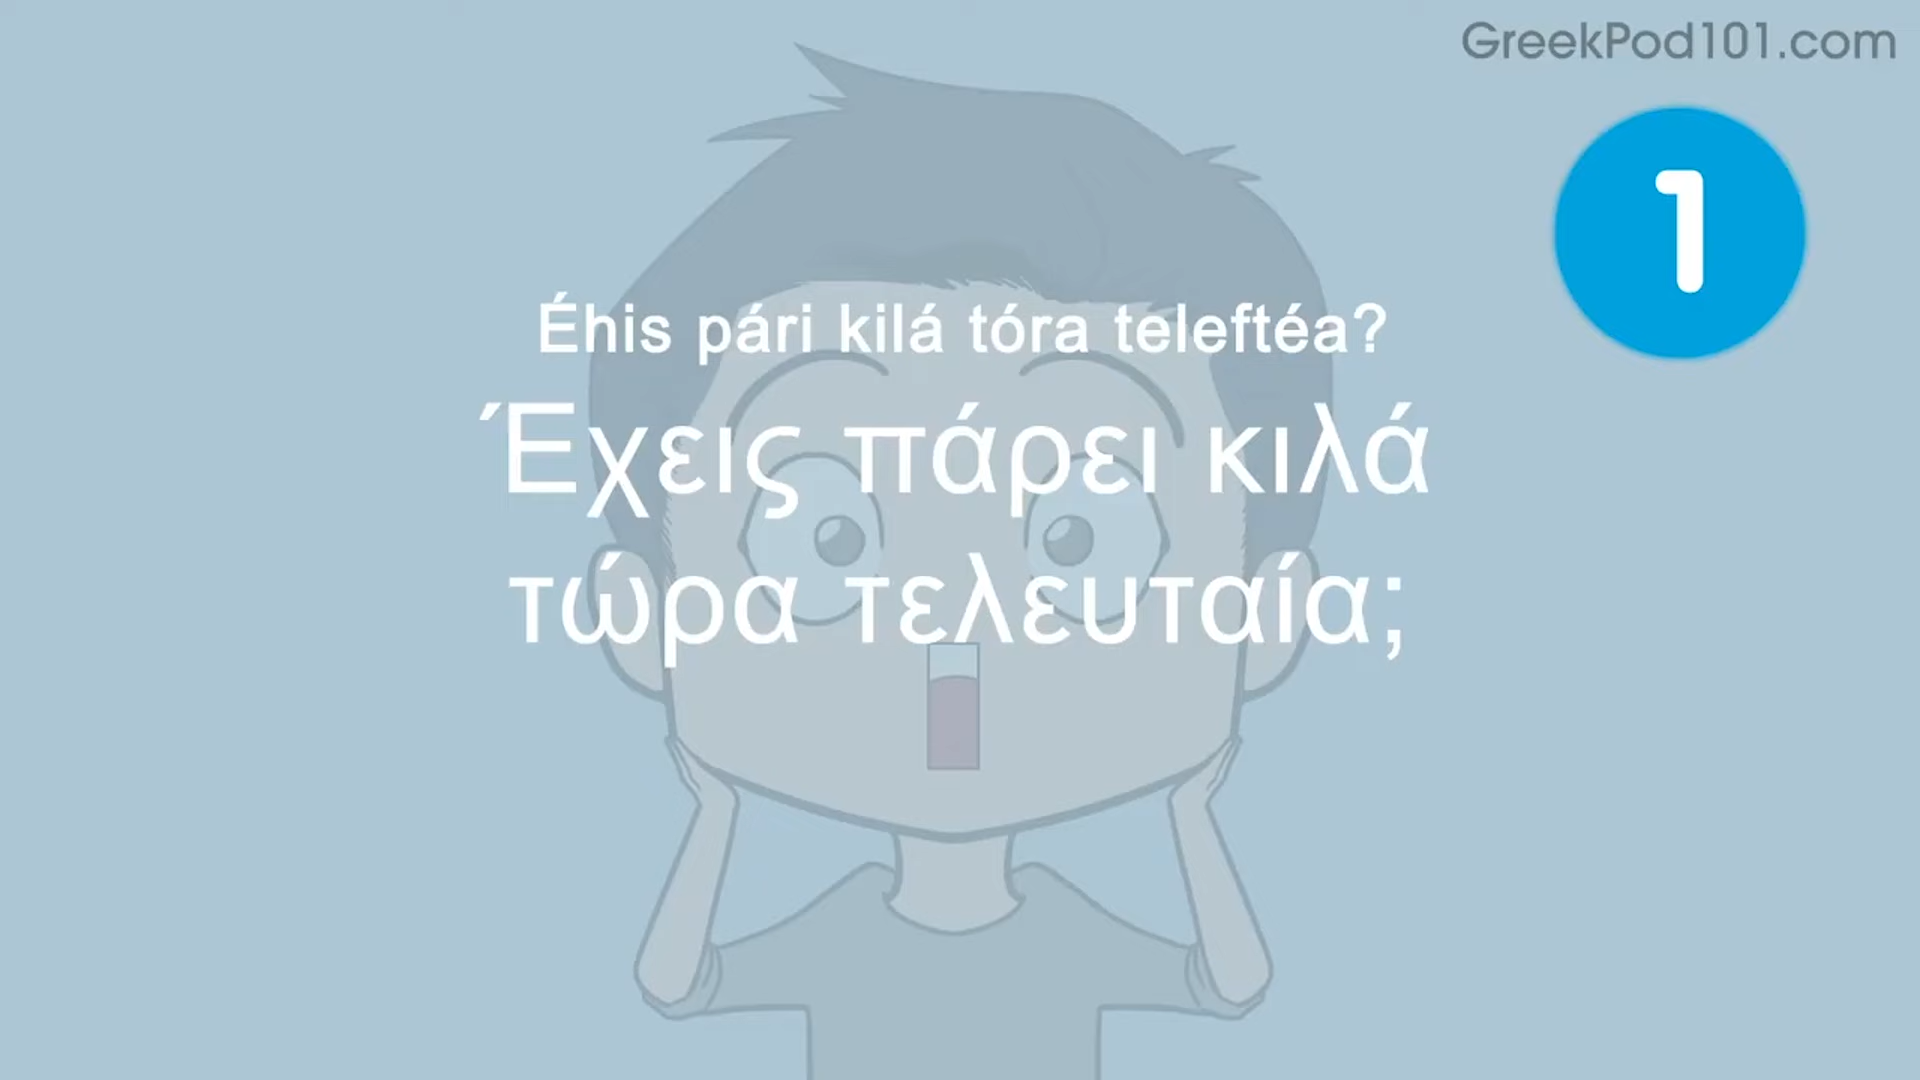 GreekPod101.com
1
Éhis pári kilá tóra teleftéa?
Έχεις πάρει κιλά
τώρα τελευταία;